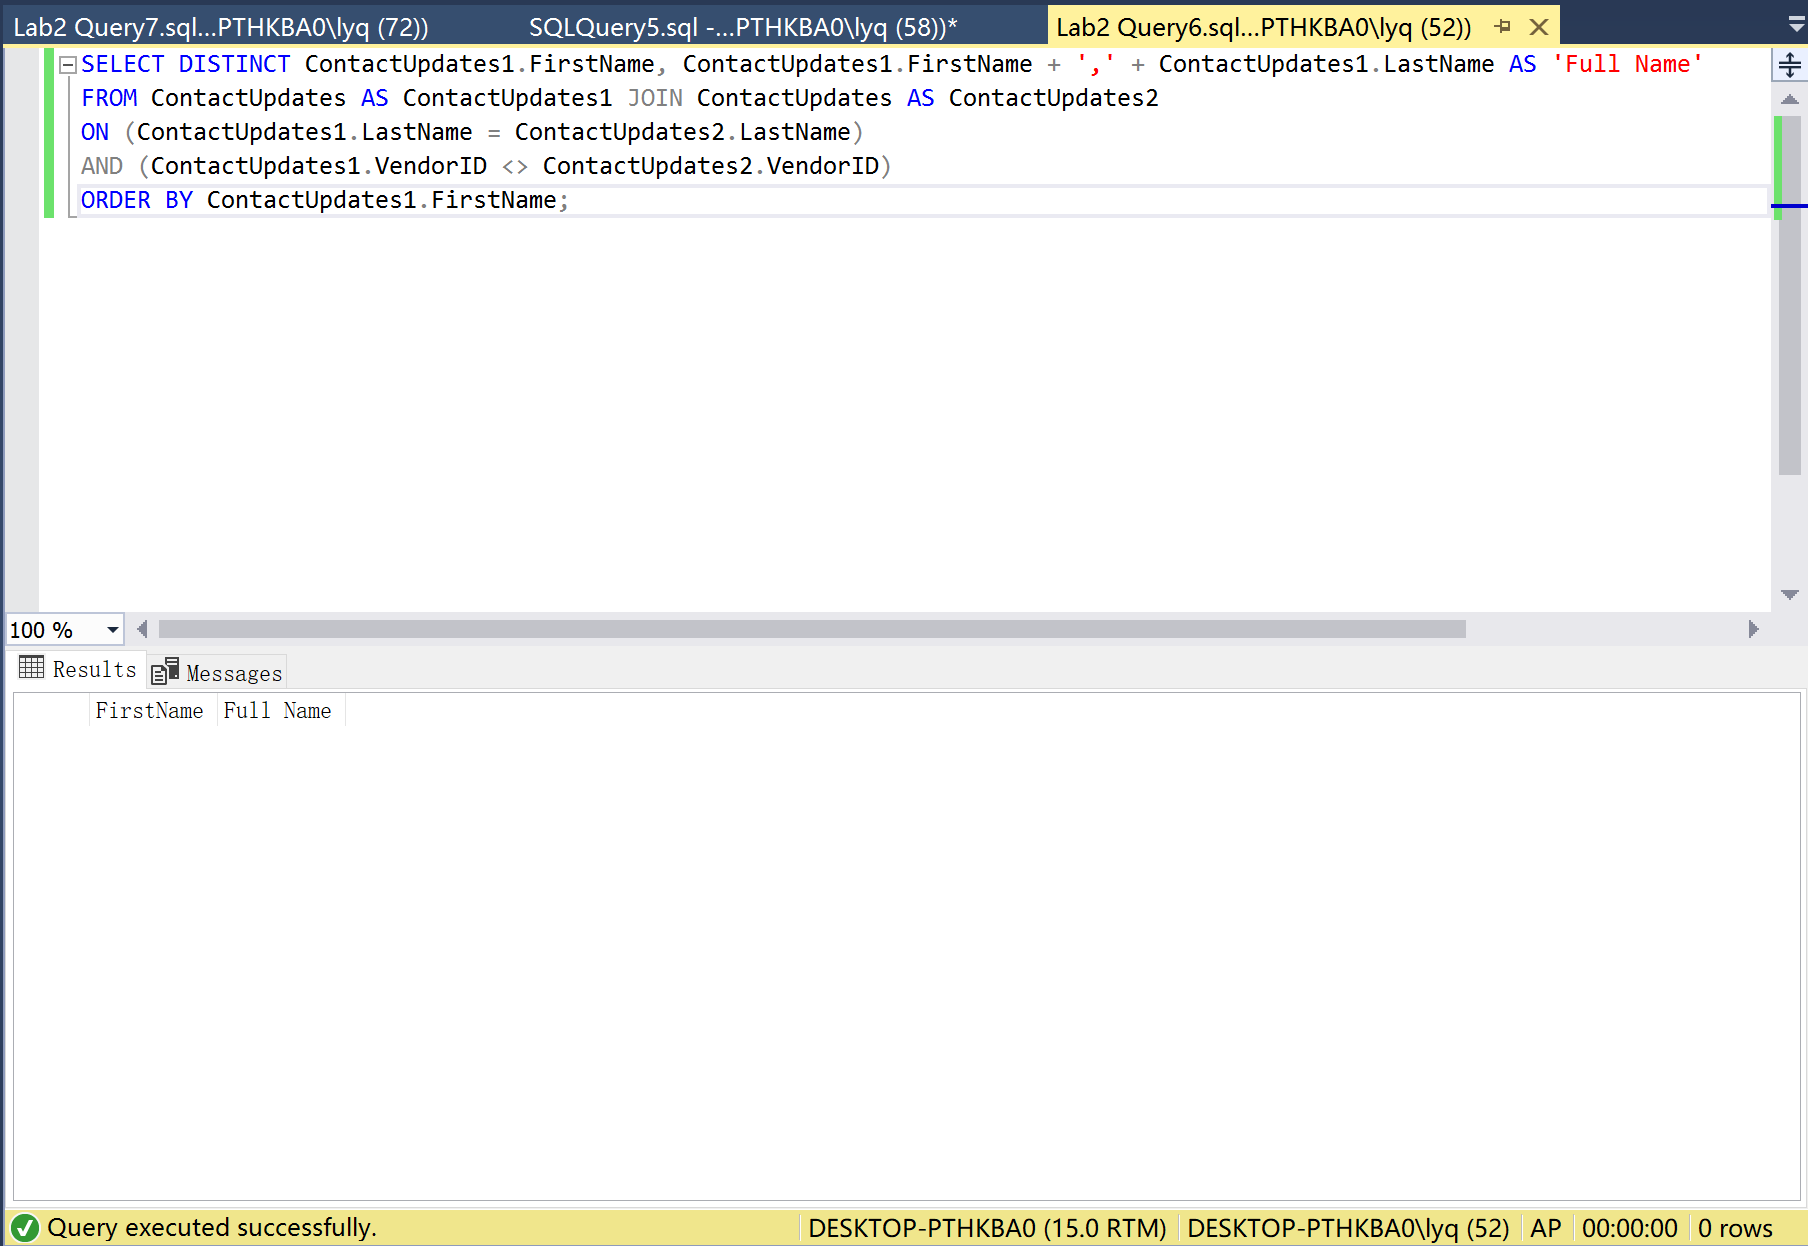 Lab2 Query7.sql...PTHKBA0\lyq (72))    SQLQuery5.sql -...PTHKBA0\lyq (58))*    Lab2 Query6.sql...PTHKBA0\lyq (52))
SELECT DISTINCT ContactUpdates1.FirstName, ContactUpdates1.FirstName + ',' + ContactUpdates1.LastName AS 'Full Name'
FROM ContactUpdates AS ContactUpdates1 JOIN ContactUpdates AS ContactUpdates2
ON (ContactUpdates1.LastName = ContactUpdates2.LastName)
AND (ContactUpdates1.VendorID <> ContactUpdates2.VendorID)
ORDER BY ContactUpdates1.FirstName;
100 %
Results    Messages
FirstName    Full Name
Query executed successfully.    DESKTOP-PTHKBA0 (15.0 RTM)    DESKTOP-PTHKBA0\lyq (52)    AP    00:00:00    0 rows